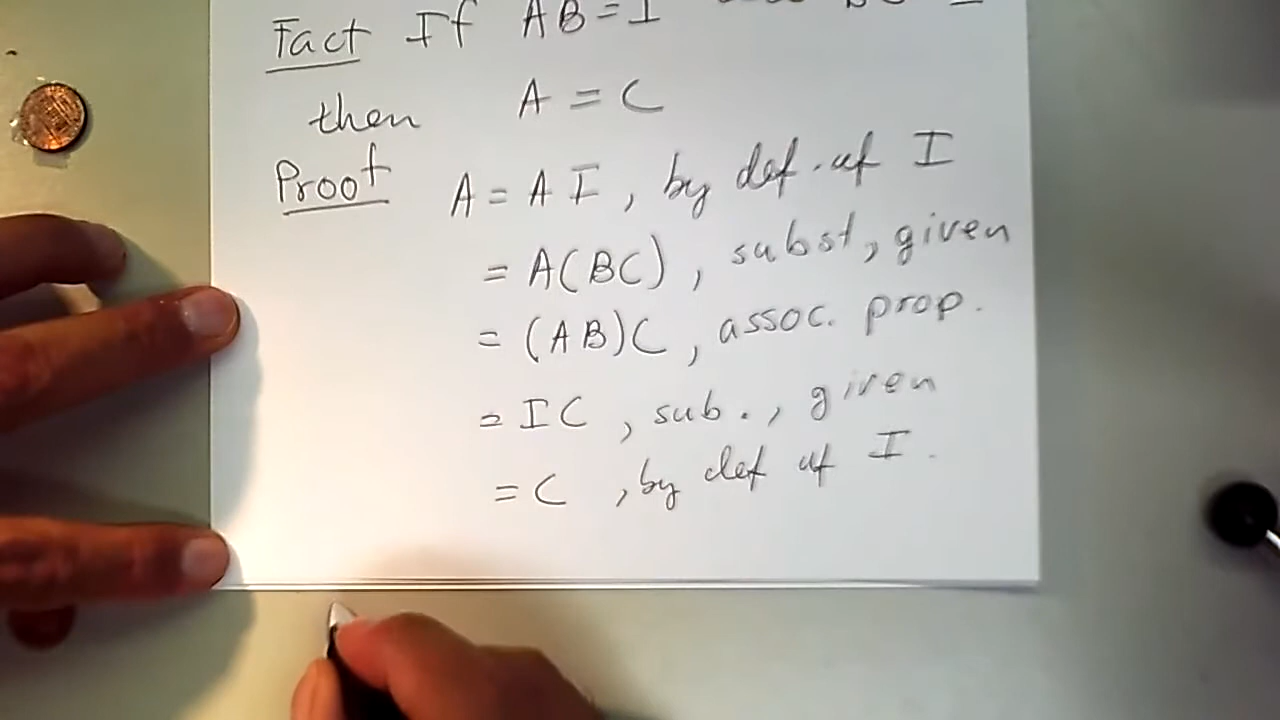 Fact If AB=I
then A = C
Proof A = AI, by def. of I
= A(BC), subst, given
= (AB)C, assoc. prop.
= IC, sub., given
= C, by def of I.